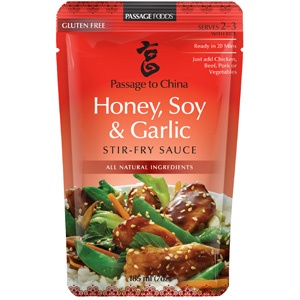 PASSAGE FOODS
GLUTEN FREE
SERVES 2-3
Ready in 20 Mins
Just add Chicken,
Beef, Pork or
Vegetables
Passage to China
Honey, Soy
& Garlic
STIR-FRY SAUCE
ALL NATURAL INGREDIENTS